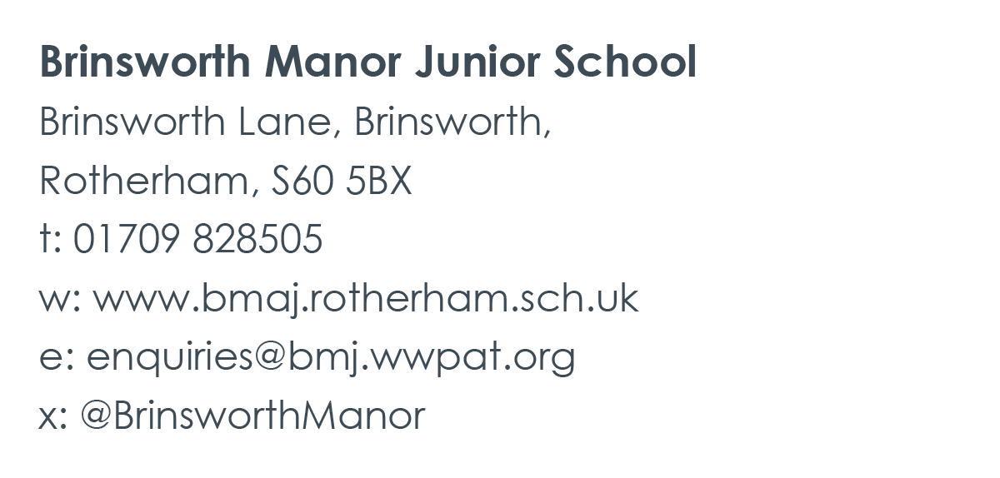 Brinsworth Manor Junior School
Brinsworth Lane, Brinsworth,
Rotherham, S60 5BX
t: 01709 828505
w: www.bmaj.rotherham.sch.uk
e: enquiries@bmj.wwpat.org
x: @BrinsworthManor